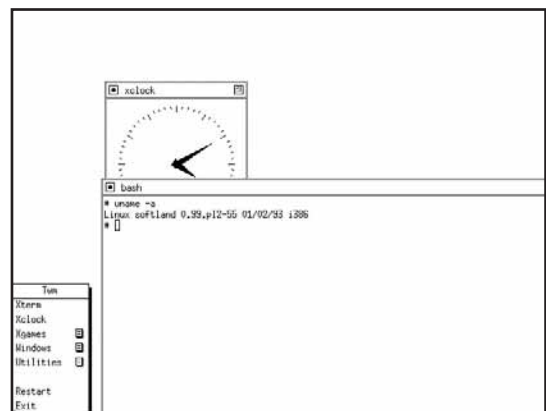 xclock
bash
# uname -a
Linux softland 0.99.pl2-55 01/02/93 i386
#
Twm
Xterm
Xclock
Xgames
Windows
Utilities
Restart
Exit